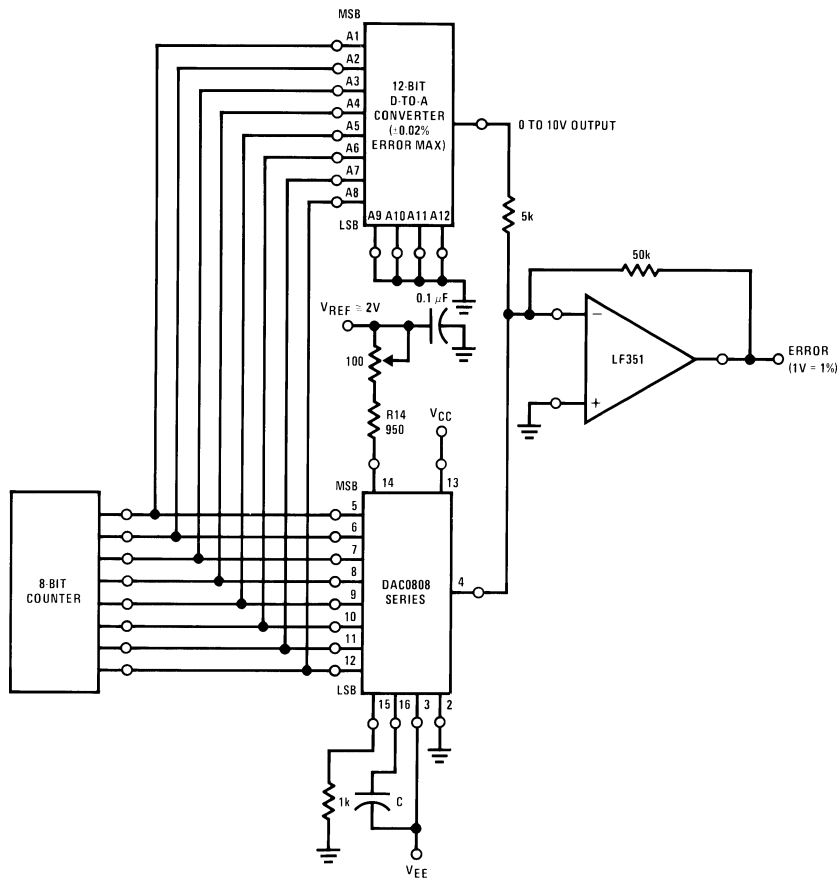 MSB
A1
A2
A3
A4
A5
A6
A7
A8
LSB
12-BIT
D-TO-A
CONVERTER
(±0.02%
ERROR MAX)
A9 A10 A11 A12
0 TO 10V OUTPUT
5k
50k
0.1 μF
VREF ≅ 2V
100
R14
950
LF351
−
+
ERROR
(1V = 1%)
VCC
MSB
14
13
5
6
7
8
9
10
11
12
LSB
8-BIT
COUNTER
DAC0808
SERIES
4
15 16 3 2
1k
C
VEE